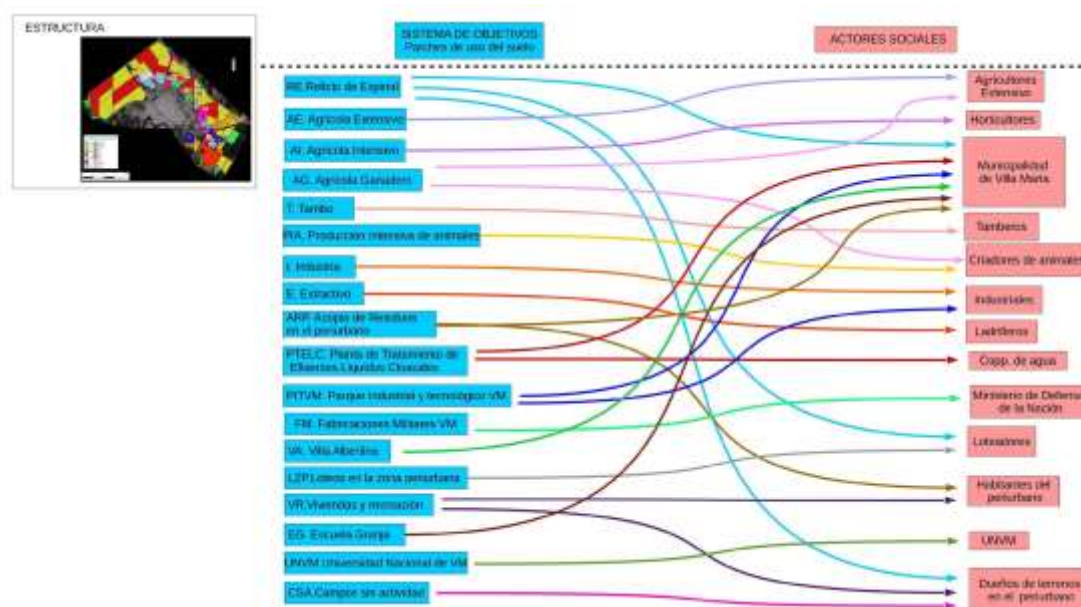 ESTRUCTURA
SISTEMA DE OBJETIVOS
Parches de uso del suelo
ACTORES SOCIALES
RE.Relicto de Espinal
AE. Agrícola Extensivo
AI. Agrícola Intensivo
AG. Agrícola Ganadero
T. Tambo
PIA. Producción intensiva de animales
I. Industria
E. Extractivo
ARP. Acopio de Residuos
en el periurbano
PTELC. Planta de Tratamiento de
Efluentes Líquidos Cloacales
PITVM. Parque Industrial y tecnológico VM
FM. Fabricaciones Militares VM
VA. Villa Albertina
LZP.Loteos en la zona periurbana
VR.Viviendas y recreación
EG. Escuela Granja
UNVM.Universidad Nacional de VM
CSA.Campos sin actividad
Agricultores
Extensivo
Horticultores
Municipalidad
de Villa María
Tamberos
Criadores de animales
Industriales
Ladrilleros
Copp. de agua
Ministerio de Defensa
de la Nación
Loteadores
Habitantes del
periurbano
UNVM
Dueños de terrenos
en el periurbano